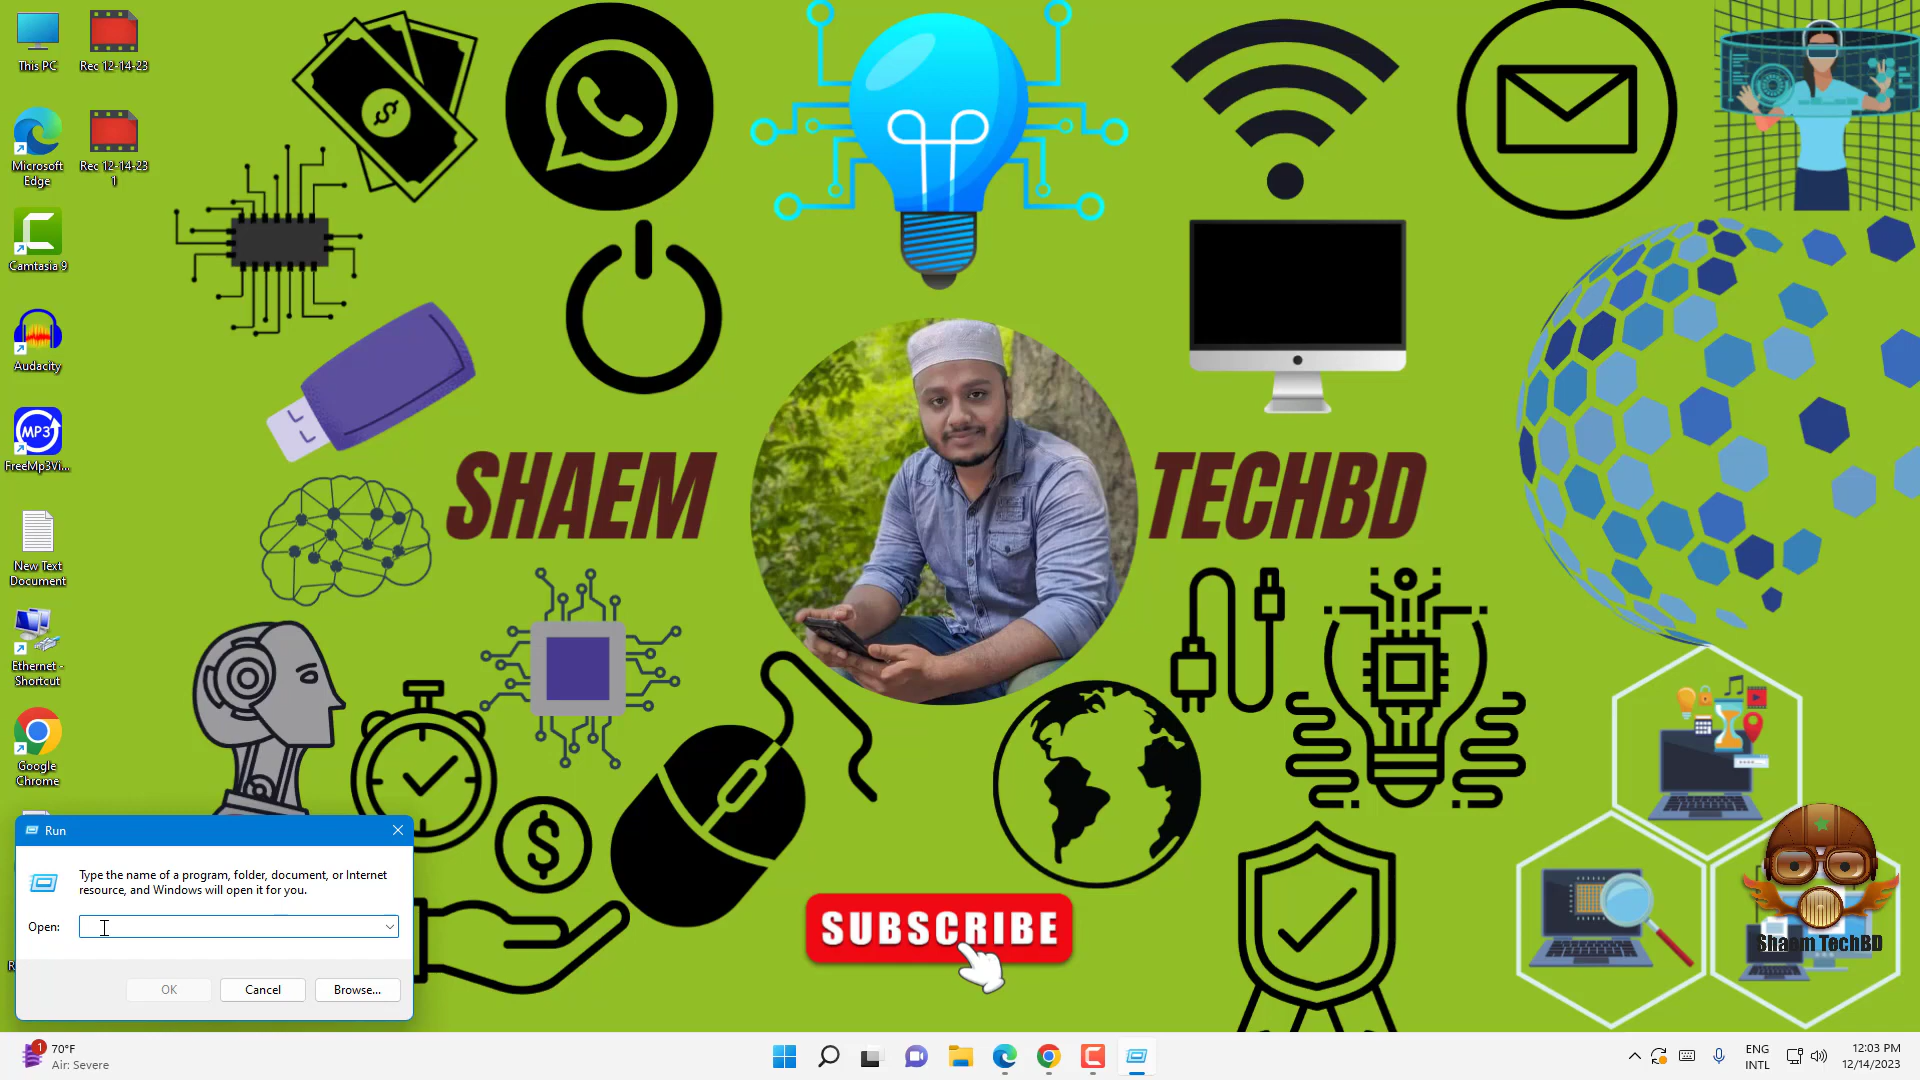 This PC
Rec 12-14-23
Microsoft
Edge
Rec 12-14-23
1
Camtasia 9
Audacity
MP3
FreeMp3Vi...
New Text
Document
Ethernet -
Shortcut
Google
Chrome
SHAEM
TECHBD
SUBSCRIBE
Shaem TechBD
Run
Type the name of a program, folder, document, or Internet
resource, and Windows will open it for you.
Open:
OK
Cancel
Browse...
1
70°F
Air: Severe
ENG
INTL
12:03 PM
12/14/2023